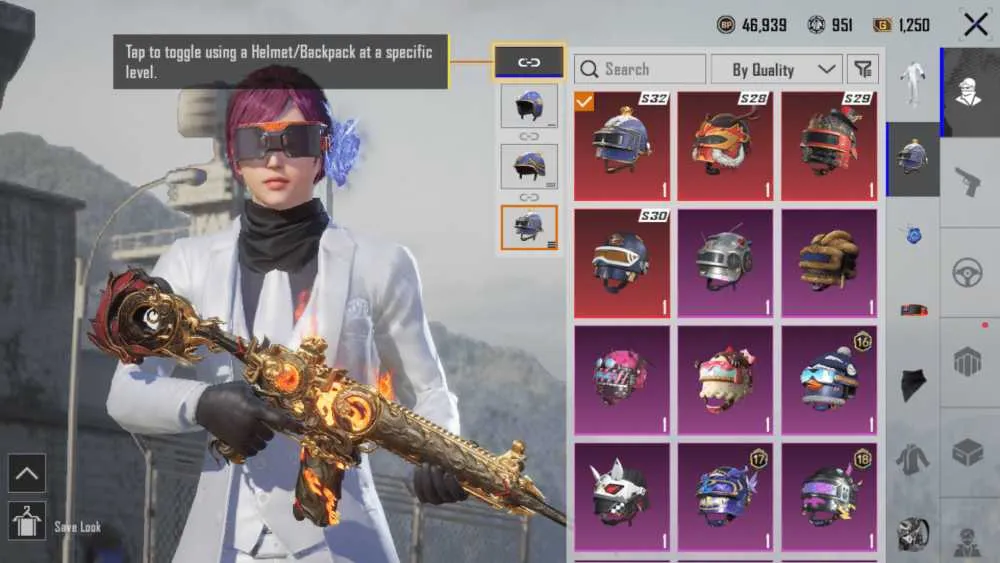 BP 46,939 951 G 1,250
Tap to toggle using a Helmet/Backpack at a specific
level.
Search By Quality
S32 S28 S29
1 1 1
S30
1 1 1
16
1 1 1
17 18
1 1 1
Save Look